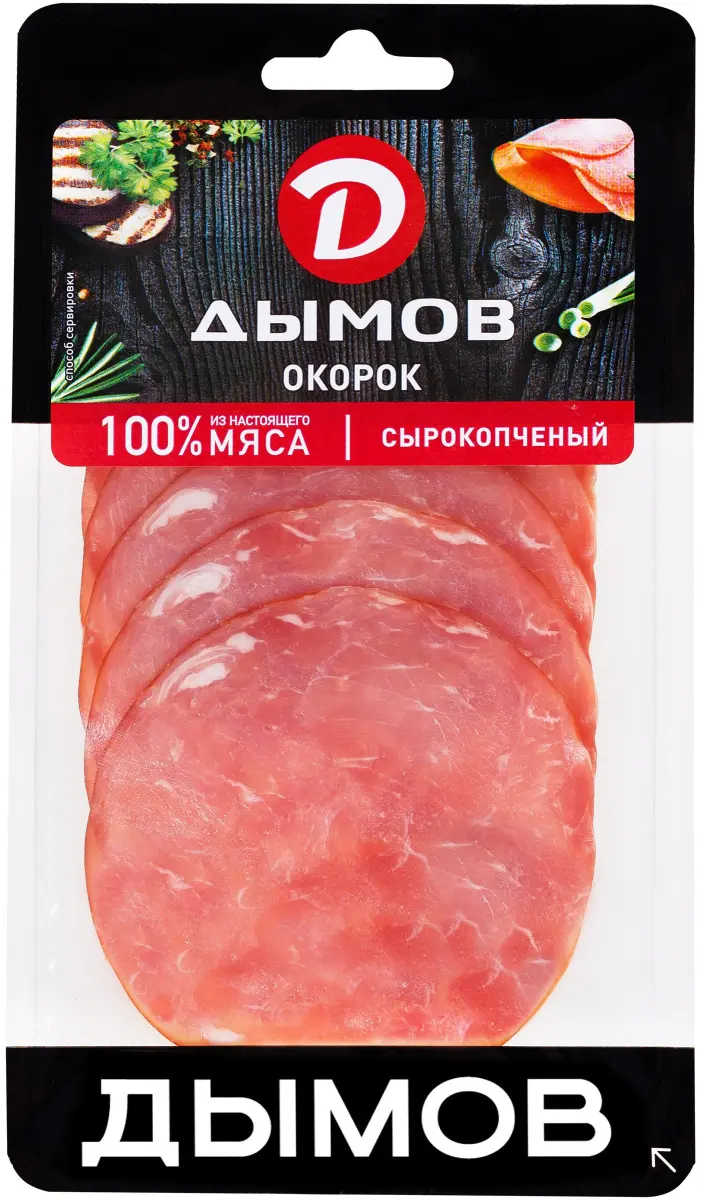 способ сервировки
Д
ДЫМОВ
ОКОРОК
100% ИЗ НАСТОЯЩЕГО МЯСА | СЫРОКОПЧЕНЫЙ
ДЫМОВ